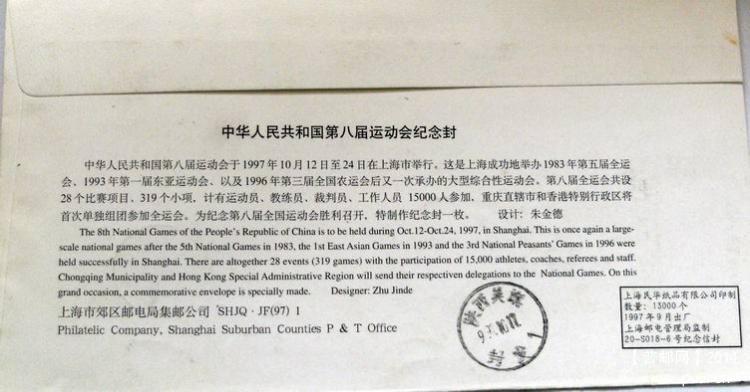 中华人民共和国第八届运动会纪念封
中华人民共和国第八届运动会于1997年10月12日至24日在上海市举行。这是上海成功地举办1983年第五届全运
会、1993年第一届东亚运动会、以及1996年第三届全国农运会后又一次承办的大型综合性运动会。第八届全运会共设
28个比赛项目、319个小项，计有运动员、教练员、裁判员、工作人员 15000人参加，重庆直辖市和香港特别行政区将
首次单独组团参加全运会。为纪念第八届全国运动会胜利召开，特制作纪念封一枚。 设计：朱金德
The 8th National Games of the People's Republic of China is to be held during Oct.12-Oct.24, 1997, in Shanghai. This is once again a large-
scale national games after the 5th National Games in 1983, the 1st East Asian Games in 1993 and the 3rd National Peasants' Games in 1996 were
held successfully in Shanghai. There are altogether 28 events (319 games) with the participation of 15,000 athletes, coaches, referees and staff.
Chongqing Municipality and Hong Kong Special Administrative Region will send their respectiven delegations to the National Games. On this
grand occasion, a commemorative envelope is specially made. Designer: Zhu Jinde
上海市郊区邮电局集邮公司 SHJQ·JF(97) 1
Philatelic Company, Shanghai Suburban Counties P & T Office
陕西
1
上海民华纸品有限公司印制
数量：13000个
1997年9月出厂
上海邮电管理局监制
20-S018-6号纪念信封